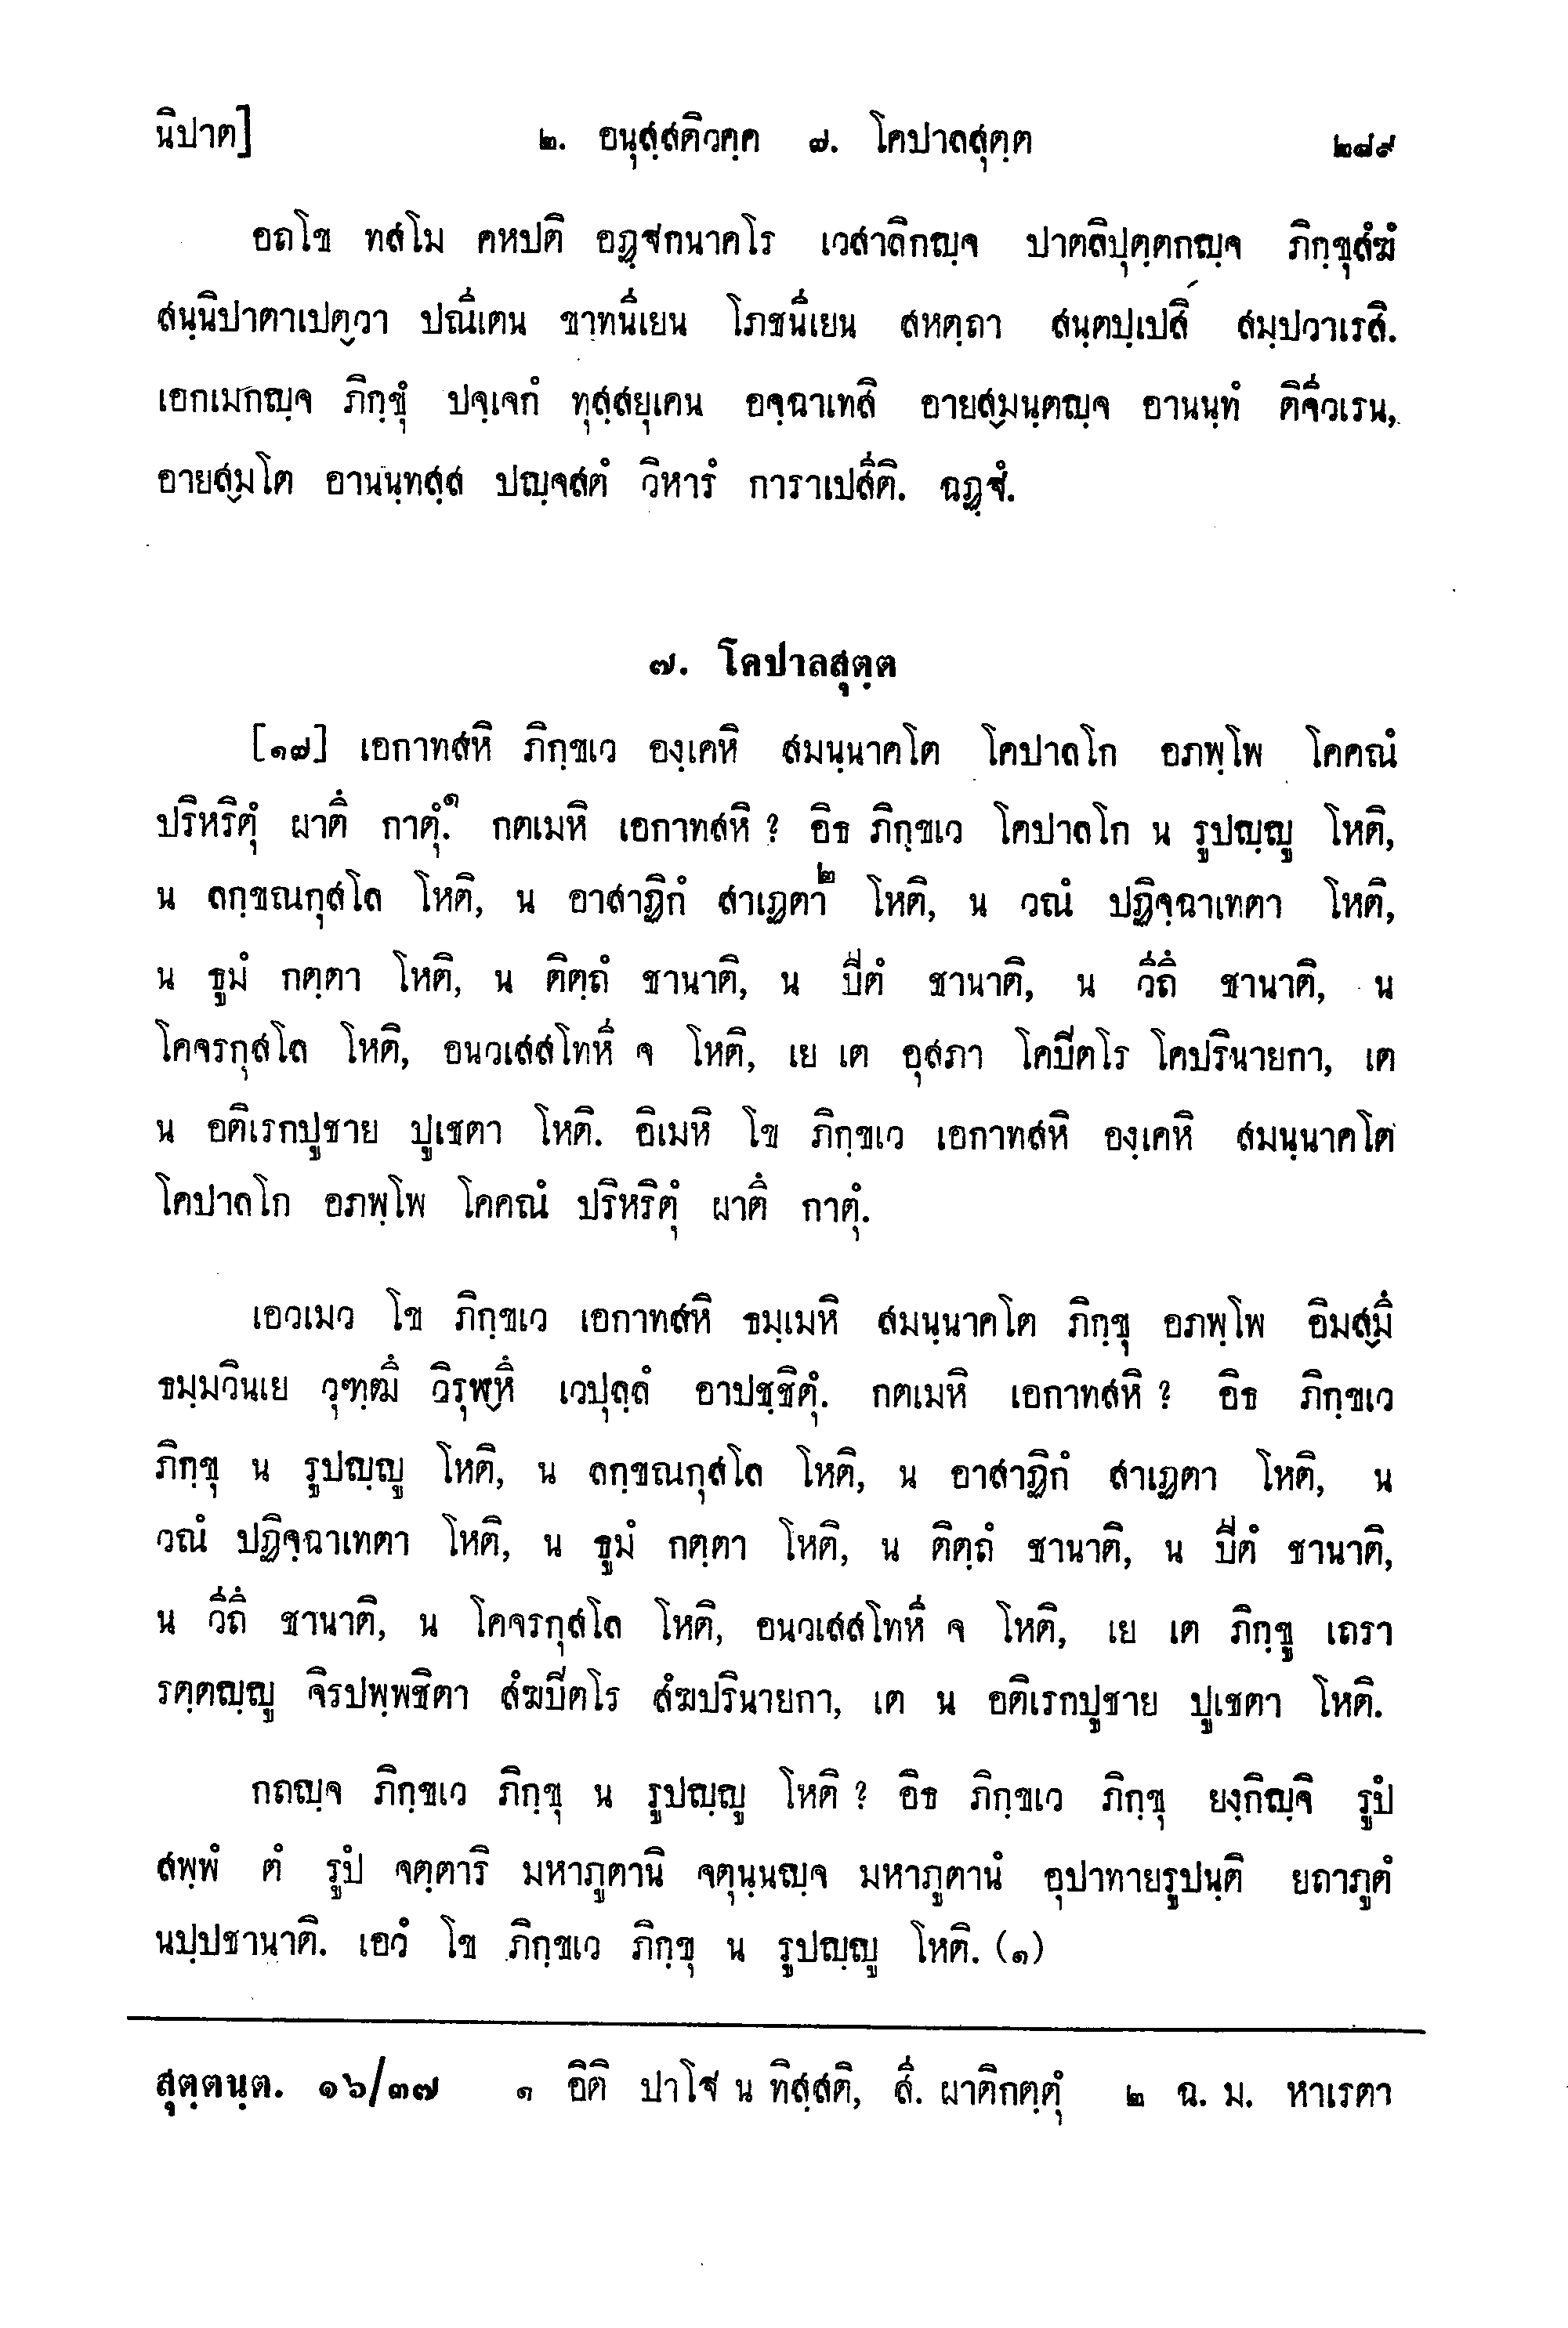 นิปาต]	๒. อนุสฺสติวคฺค ๗. โคปาลสุตฺต	๒๘๙
อถโข ทสโม คหปติ อฏฺฐกนาคโร เวสาลิกญฺจ ปาตลิปุตฺตกญฺจ ภิกฺขุสํฆํ
สนฺนิปาตาเปตฺวา ปณีเตน ขาทนีเยน โภชนีเยน สหตฺถา สนฺตปฺเปสิ สมฺปวาเรสิ.
เอกเมกญฺจ ภิกฺขุํ ปจฺเจกํ ทุสฺสยุเคน อจฺฉาเทสิ อายสฺมนฺตญฺจ อานนฺทํ ติจีวเรน,
อายสฺมโต อานนฺทสฺส ปญฺจสตํ วิหารํ การาเปสีติ. ฉฏฺฐํ.
๗. โคปาลสุตฺต
[๑๗] เอกาทสหิ ภิกฺขเว องฺเคหิ สมนฺนาคโต โคปาลโก อภพฺโพ โคคณํ
ปริหริตุํ ผาตึ กาตุํ.๑ กตเมหิ เอกาทสหิ ? อิธ ภิกฺขเว โคปาลโก น รูปญฺญู โหติ,
น ลกฺขณกุสโล โหติ, น อาสาฏิกํ สาเฏตา๒ โหติ, น วณํ ปฏิจฺฉาเทตา โหติ,
น ธูมํ กตฺตา โหติ, น ติตฺถํ ชานาติ, น ปีตํ ชานาติ, น วีถึ ชานาติ, น
โคจรกุสโล โหติ, อนวเสสโทหี จ โหติ, เย เต อุสภา โคปีตโร โคปรินายกา, เต
น อติเรกปูชาย ปูเชตา โหติ. อิเมหิ โข ภิกฺขเว เอกาทสหิ องฺเคหิ สมนฺนาคโต
โคปาลโก อภพฺโพ โคคณํ ปริหริตุํ ผาตึ กาตุํ.
เอวเมว โข ภิกฺขเว เอกาทสหิ ธมฺเมหิ สมนฺนาคโต ภิกฺขุ อภพฺโพ อิมสฺมึ
ธมฺมวินเย วุฑฺฒึ วิรุฬฺหึ เวปุลฺลํ อาปชฺชิตุํ. กตเมหิ เอกาทสหิ ? อิธ ภิกฺขเว
ภิกฺขุ น รูปญฺญู โหติ, น ลกฺขณกุสโล โหติ, น อาสาฏิกํ สาเฏตา โหติ, น
วณํ ปฏิจฺฉาเทตา โหติ, น ธูมํ กตฺตา โหติ, น ติตฺถํ ชานาติ, น ปีตํ ชานาติ,
น วีถึ ชานาติ, น โคจรกุสโล โหติ, อนวเสสโทหี จ โหติ, เย เต ภิกฺขู เถรา
รตฺตญฺญู จิรปพฺพชิตา สํฆปีตโร สํฆปรินายกา, เต น อติเรกปูชาย ปูเชตา โหติ.
กถญฺจ ภิกฺขเว ภิกฺขุ น รูปญฺญู โหติ ? อิธ ภิกฺขเว ภิกฺขุ ยงฺกิญฺจิ รูปํ
สพฺพํ ตํ รูปํ จตฺตาริ มหาภูตานิ จตุนฺนญฺจ มหาภูตานํ อุปาทายรูปนฺติ ยถาภูตํ
นปฺปชานาติ. เอวํ โข ภิกฺขเว ภิกฺขุ น รูปญฺญู โหติ. (๑)
สุตฺตนฺต. ๑๖/๓๗ ๑ อิติ ปาโฐ น ทิสฺสติ, สี. ผาติกตฺตุํ ๒ ฉ. ม. หาเรตา